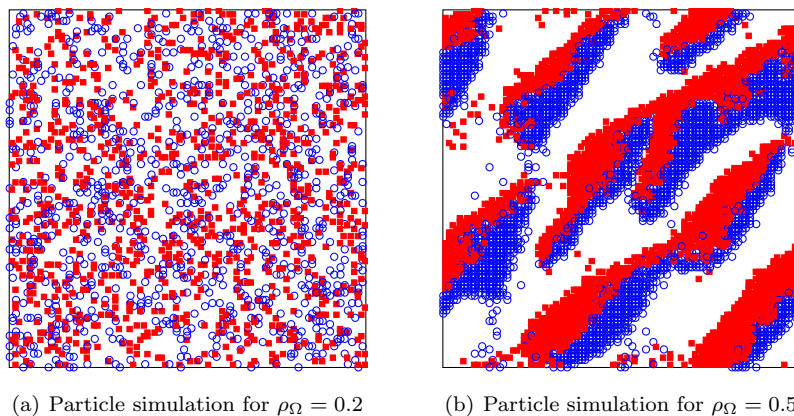 (a) Particle simulation for ρΩ = 0.2
(b) Particle simulation for ρΩ = 0.5